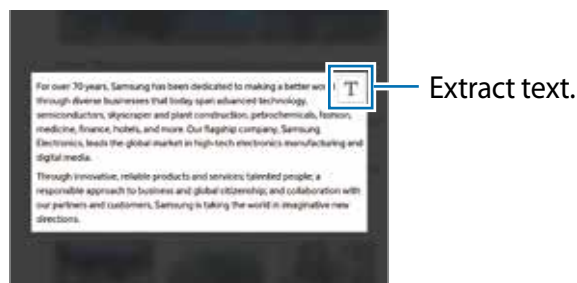 For over 70 years, Samsung has been dedicated to making a better
T
Extract text.
through diverse businesses that today span advanced technology,
semiconductors, skyscraper and plant construction, petrochemicals, fashion,
medicine, finance, hotels, and more. Our flagship company, Samsung
Electronics, leads the global market in high-tech electronics manufacturing and
digital media.
Through innovative, reliable products and services; talented people; a
responsible approach to business and global citizenship; and collaboration with
our partners and customers, Samsung is taking the world in imaginative new
directions.